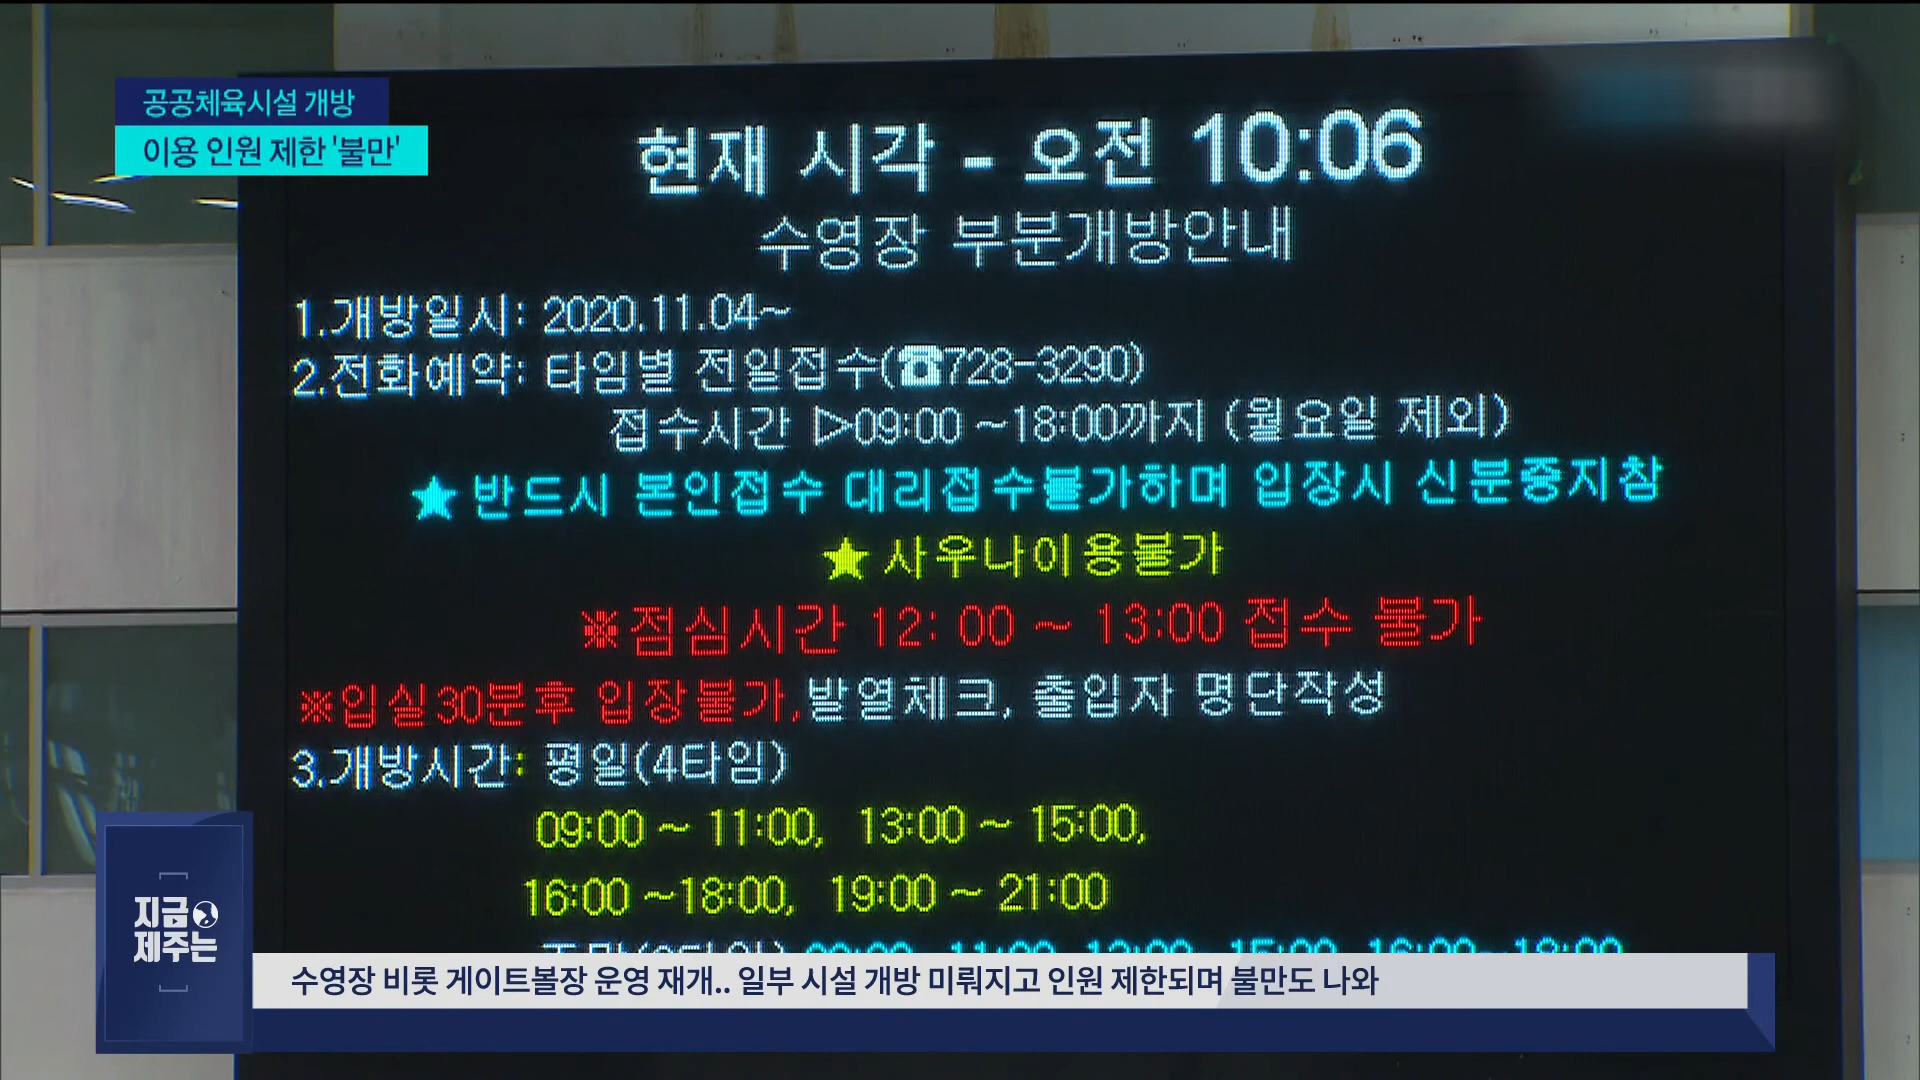 공공체육시설 개방
이용 인원 제한 '불만'
현재 시각 - 오전 10:06
수영장 부분개방안내
1.개방일시: 2020.11.04~
2.전화예약: 타임별 전일접수(☎728-3290)
접수시간 ▷09:00 ~18:00까지 (월요일 제외)
★반드시 본인접수 대리접수불가하며 입장시 신분증지참
★사우나이용불가
※점심시간 12: 00 ~ 13:00 접수 불가
※입실30분후 입장불가,발열체크, 출입자 명단작성
3.개방시간: 평일(4타임)
09:00 ~ 11:00, 13:00 ~ 15:00,
16:00 ~18:00, 19:00 ~ 21:00
지금
제주는
수영장 비롯 게이트볼장 운영 재개.. 일부 시설 개방 미뤄지고 인원 제한되며 불만도 나와